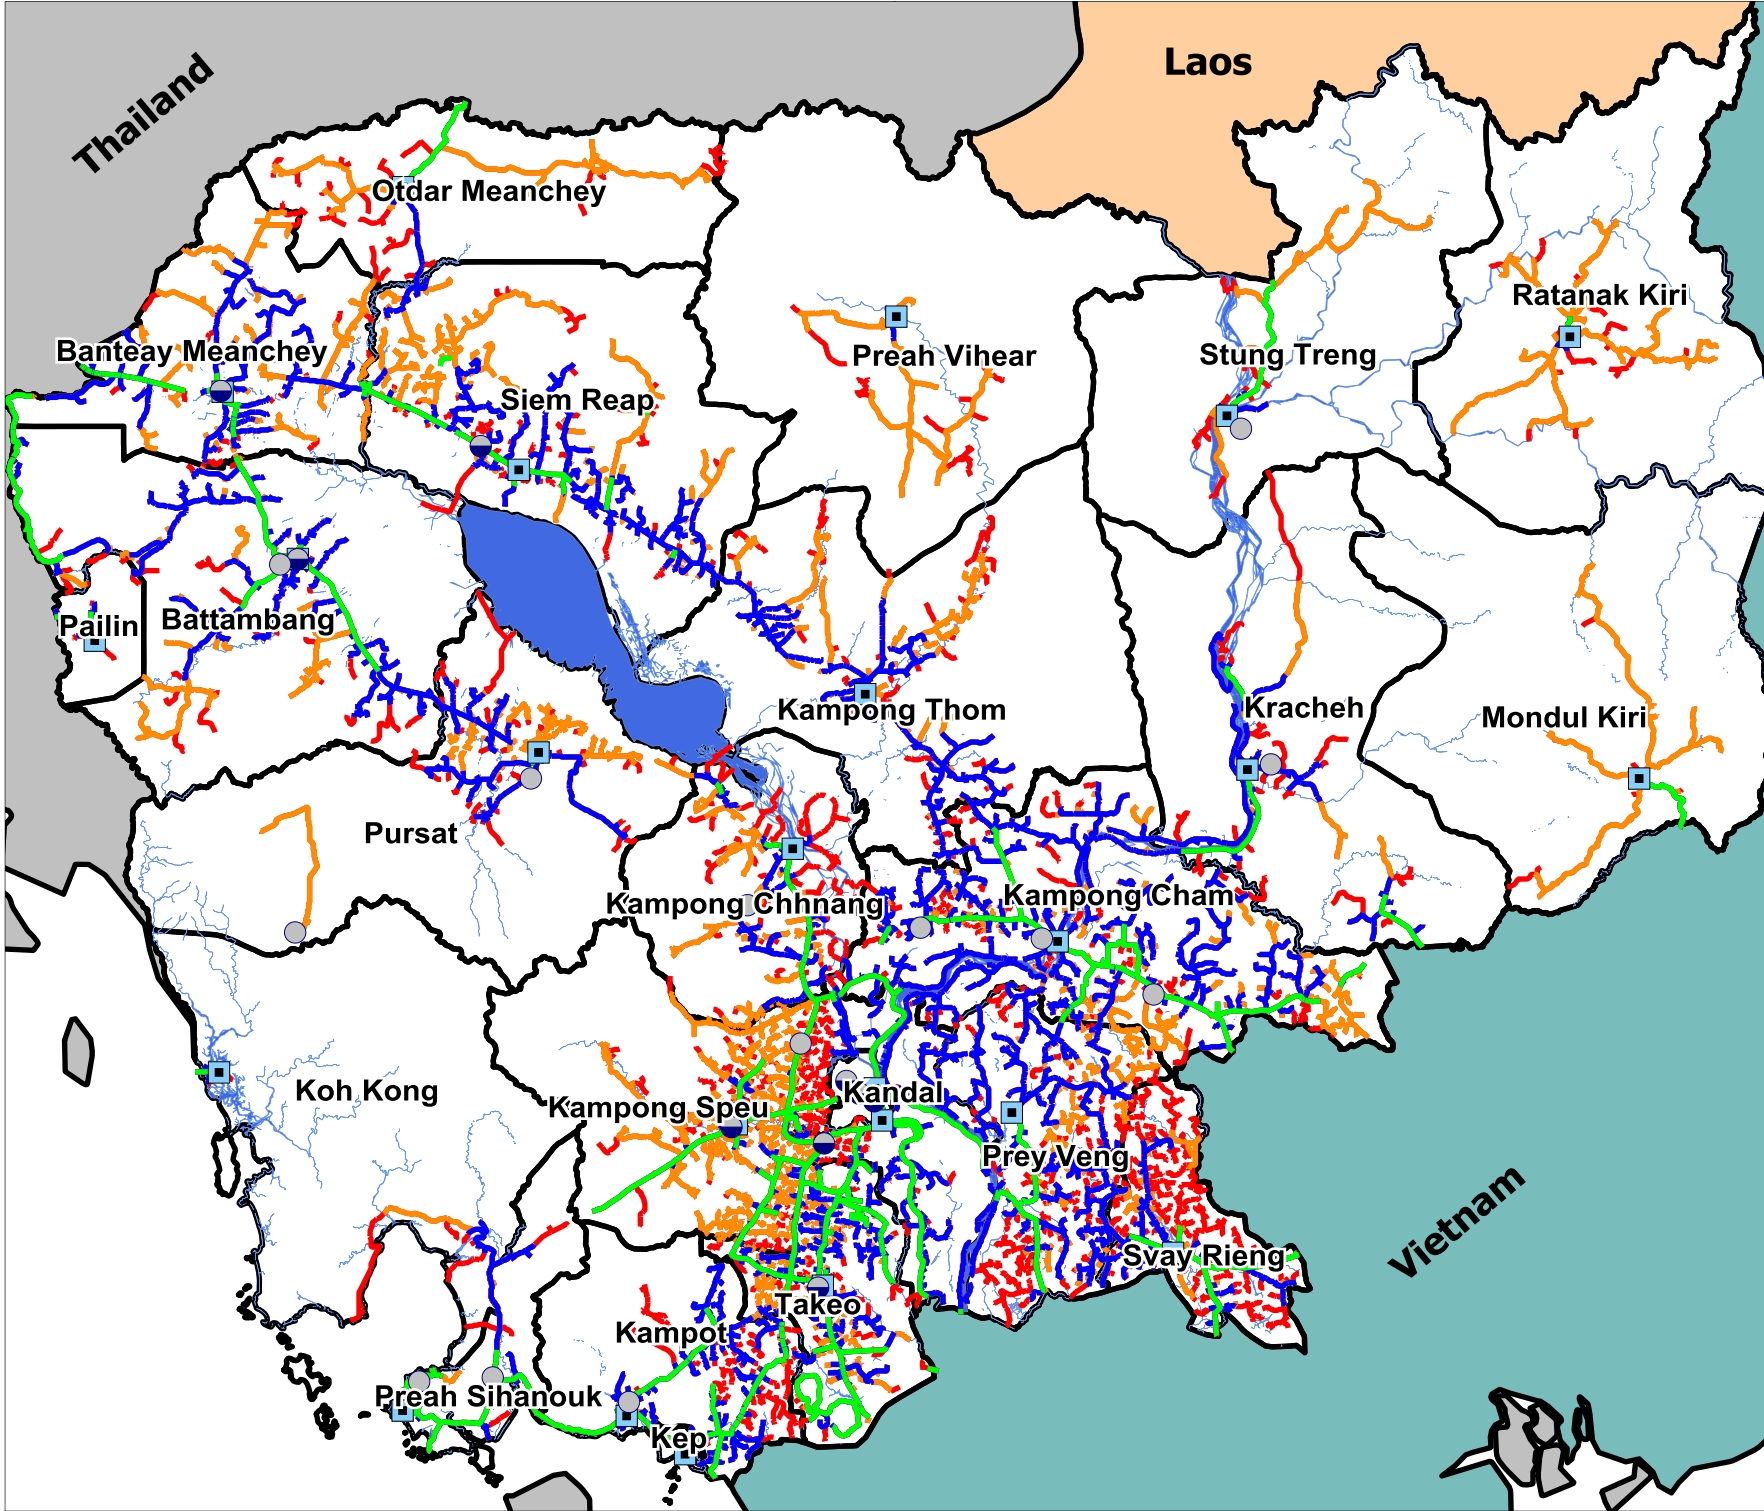 Laos
Thailand
Otdar Meanchey
Ratanak Kiri
Banteay Meanchey
Preah Vihear
Stung Treng
Siem Reap
Pailin
Battambang
Kampong Thom
Kracheh
Mondul Kiri
Pursat
Kampong Chhnang
Kampong Cham
Koh Kong
Kandal
Kampong Speu
Prey Veng
Vietnam
Svay Rieng
Takeo
Kampot
Preah Sihanouk
Kep